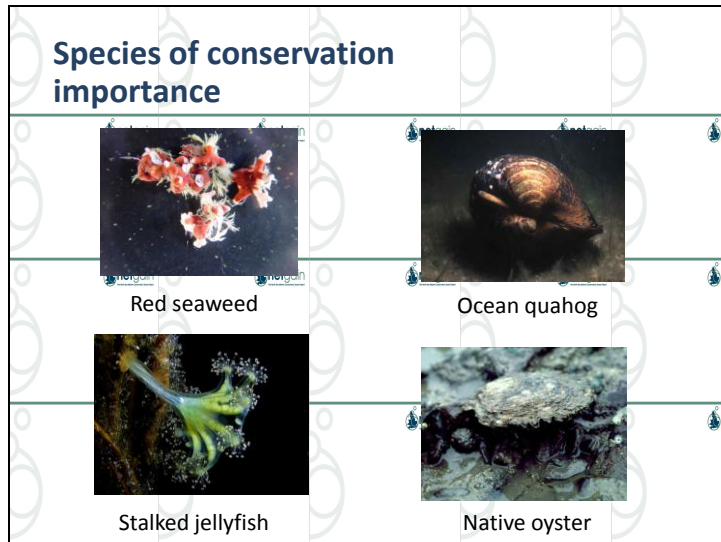 Species of conservation
importance
Red seaweed
Ocean quahog
Stalked jellyfish
Native oyster